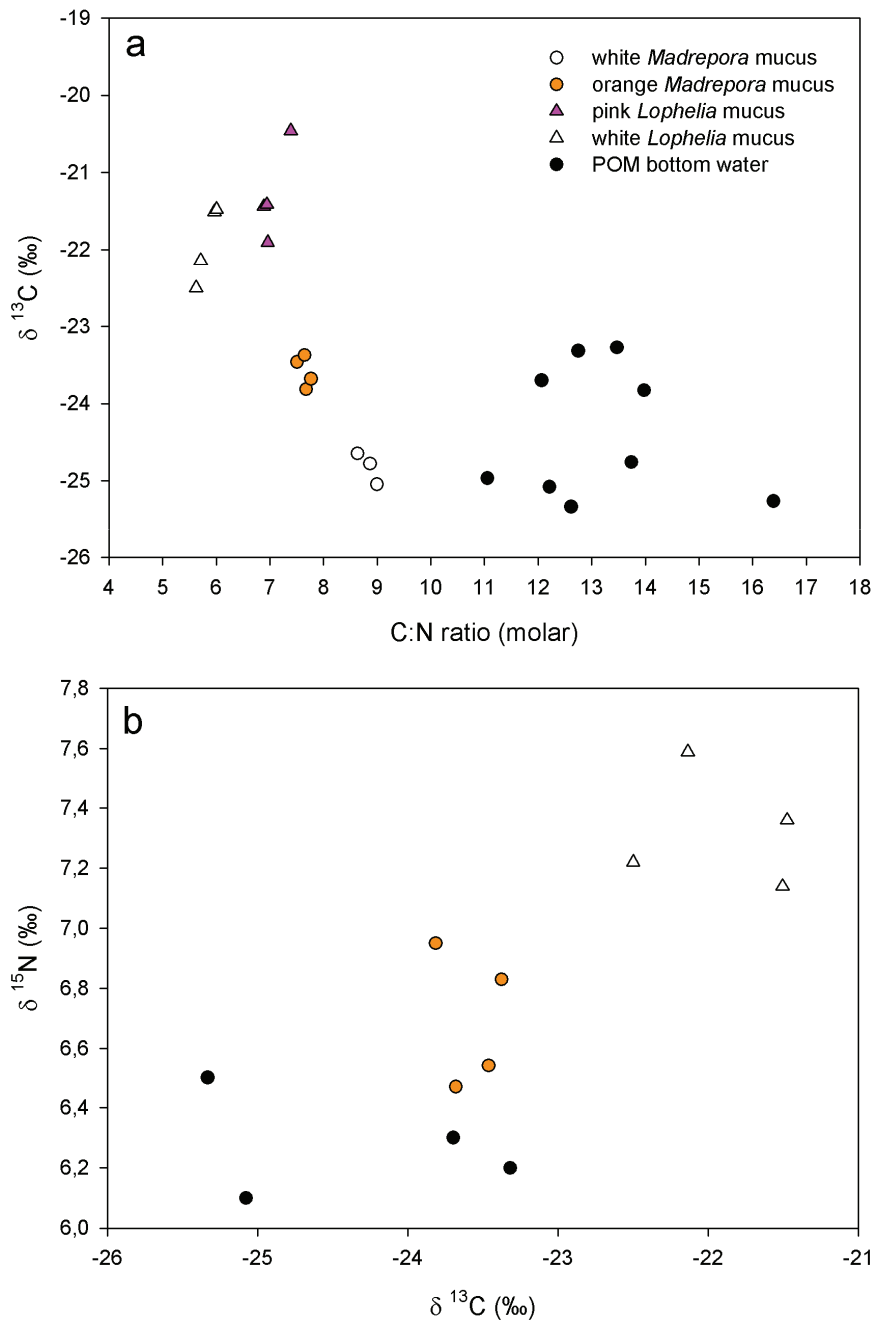 a
white Madrepora mucus
orange Madrepora mucus
pink Lophelia mucus
white Lophelia mucus
POM bottom water
-19
-20
-21
-22
-23
-24
-25
-26
δ 13C (‰)
4 5 6 7 8 9 10 11 12 13 14 15 16 17 18
C:N ratio (molar)
b
7,8
7,6
7,4
7,2
7,0
6,8
6,6
6,4
6,2
6,0
δ 15N (‰)
-26 -25 -24 -23 -22 -21
δ 13C (‰)